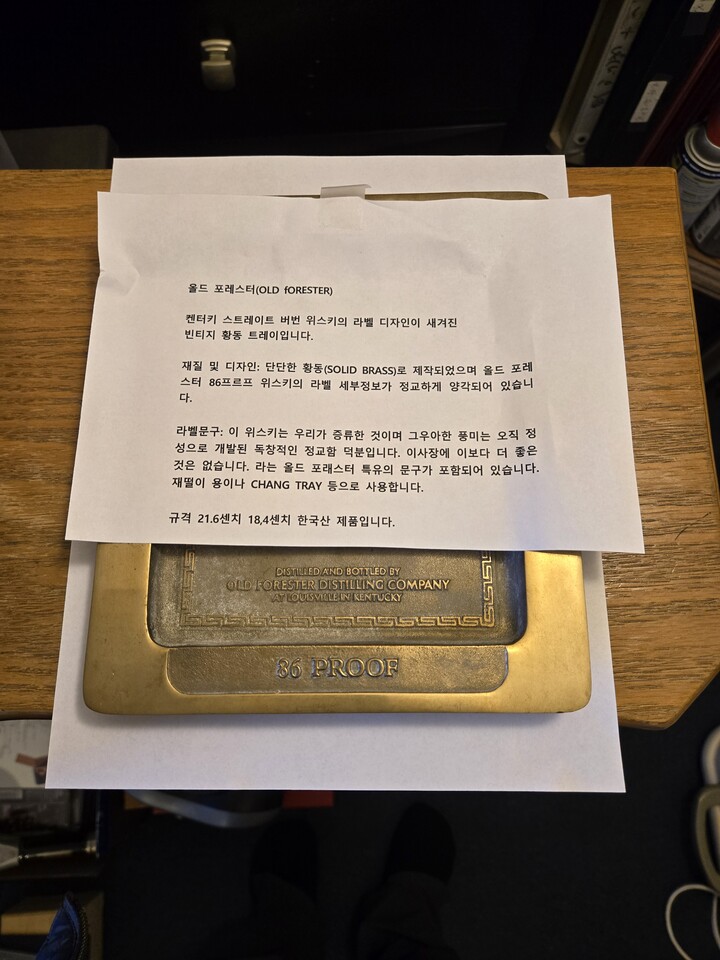 올드 포레스터(OLD fORESTER)
켄터키 스트레이트 버번 위스키의 라벨 디자인이 새겨진
빈티지 황동 트레이입니다.
재질 및 디자인: 단단한 황동(SOLID BRASS)로 제작되었으며 올드 포레
스터 86프르프 위스키의 라벨 세부정보가 정교하게 양각되어 있습니
다.
라벨문구: 이 위스키는 우리가 증류한 것이며 그우아한 풍미는 오직 정
성으로 개발된 독창적인 정교함 덕분입니다. 이사장에 이보다 더 좋은
것은 없습니다. 라는 올드 포래스터 특유의 문구가 포함되어 있습니다.
재떨이 용이나 CHANG TRAY 등으로 사용합니다.
규격 21.6센치 18,4센치 한국산 제품입니다.
DISTILLED AND BOTTLED BY
OLD FORESTER DISTILLING COMPANY
AT LOUISVILLE IN KENTUCKY
86 PROOF